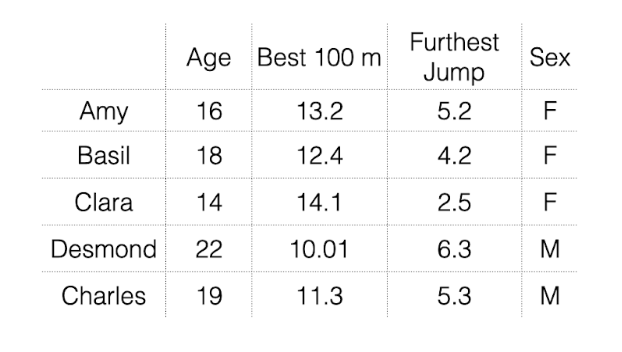 Age Best 100 m Furthest Jump Sex
Amy 16 13.2 5.2 F
Basil 18 12.4 4.2 F
Clara 14 14.1 2.5 F
Desmond 22 10.01 6.3 M
Charles 19 11.3 5.3 M